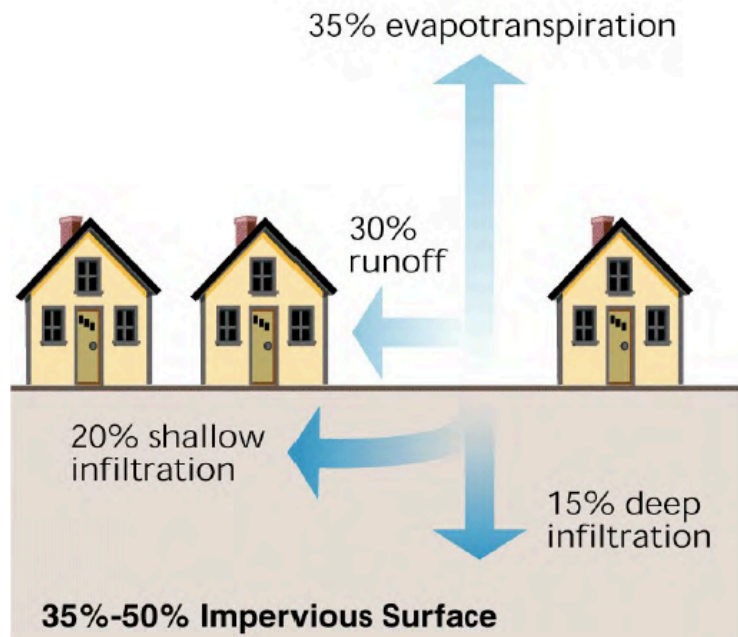 35% evapotranspiration
30%
runoff
20% shallow
infiltration
15% deep
infiltration
35%-50% Impervious Surface